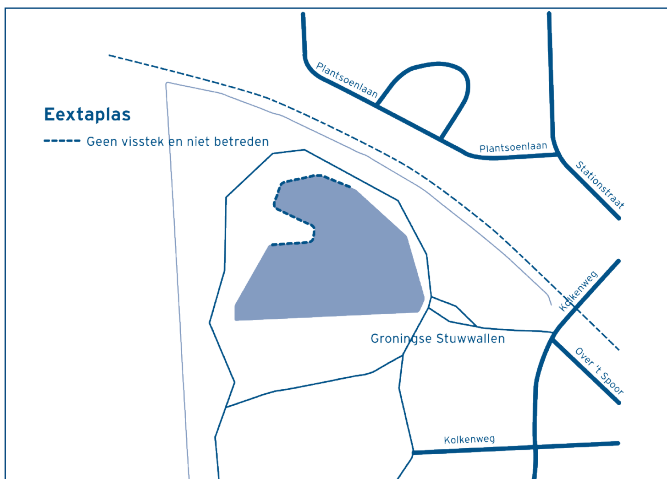 Plantsoenlaan
Eextaplas
Geen visstek en niet betreden
Plantsoenlaan
Stationstraat
Kolkenweg
Groningse Stuwwallen
Over 't Spoor
Kolkenweg